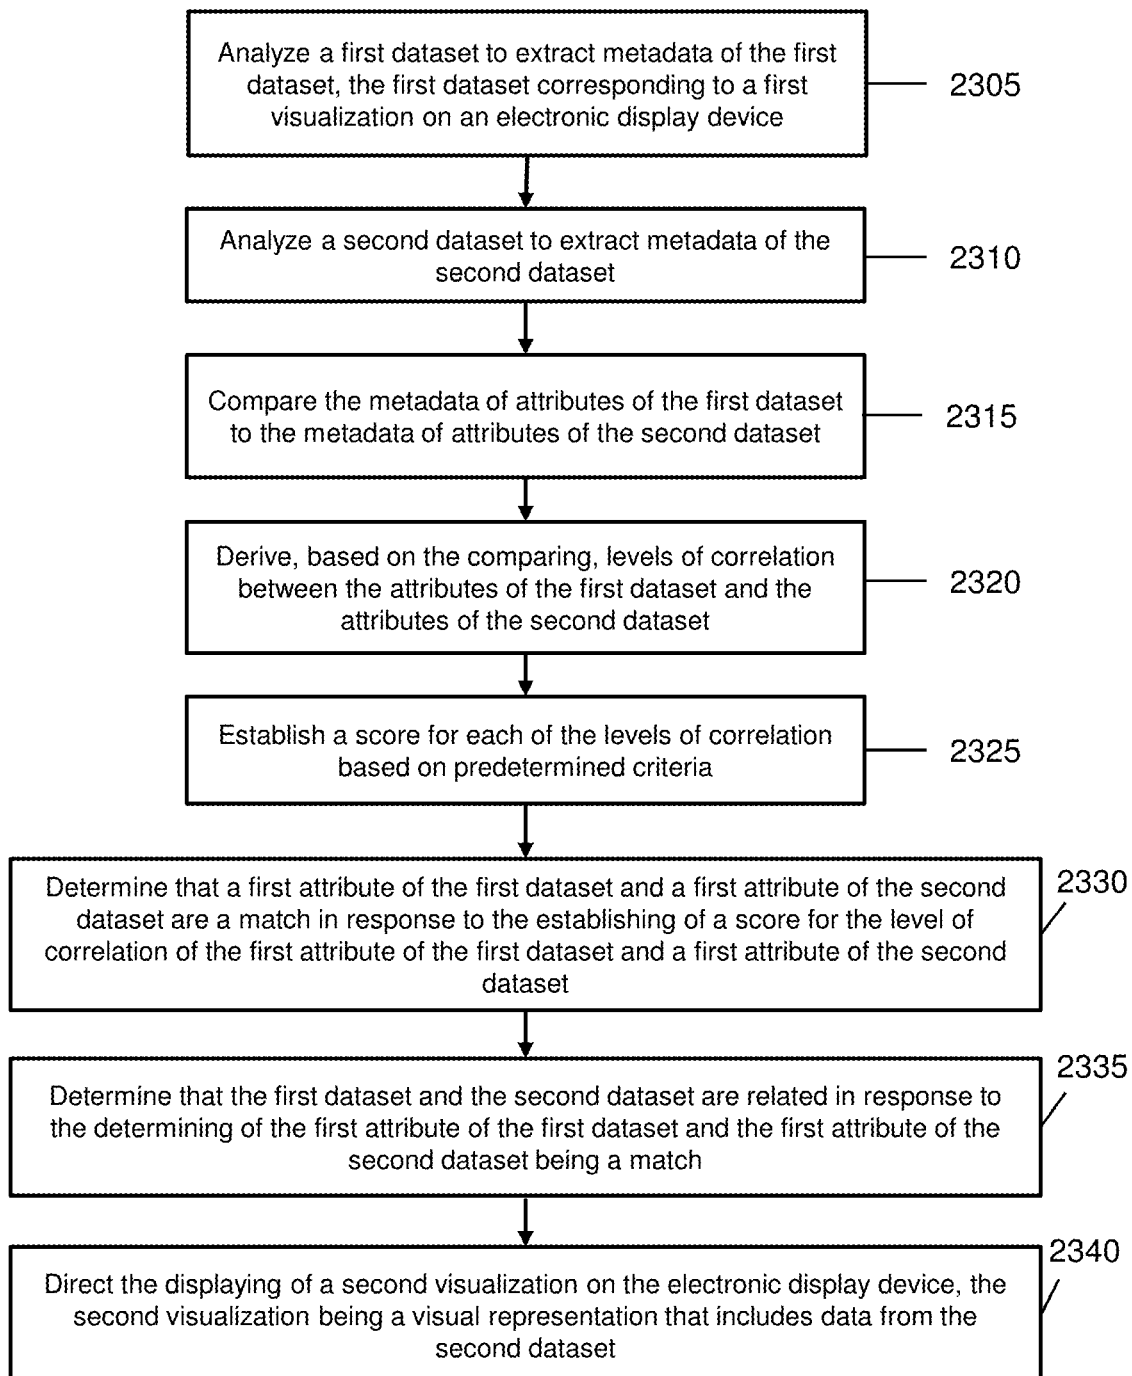 Analyze a first dataset to extract metadata of the first
dataset, the first dataset corresponding to a first
visualization on an electronic display device
2305
Analyze a second dataset to extract metadata of the
second dataset
2310
Compare the metadata of attributes of the first dataset
to the metadata of attributes of the second dataset
2315
Derive, based on the comparing, levels of correlation
between the attributes of the first dataset and the
attributes of the second dataset
2320
Establish a score for each of the levels of correlation
based on predetermined criteria
2325
Determine that a first attribute of the first dataset and a first attribute of the second
dataset are a match in response to the establishing of a score for the level of
correlation of the first attribute of the first dataset and a first attribute of the second
dataset
2330
Determine that the first dataset and the second dataset are related in response to
the determining of the first attribute of the first dataset and the first attribute of the
second dataset being a match
2335
Direct the displaying of a second visualization on the electronic display device, the
second visualization being a visual representation that includes data from the
second dataset
2340